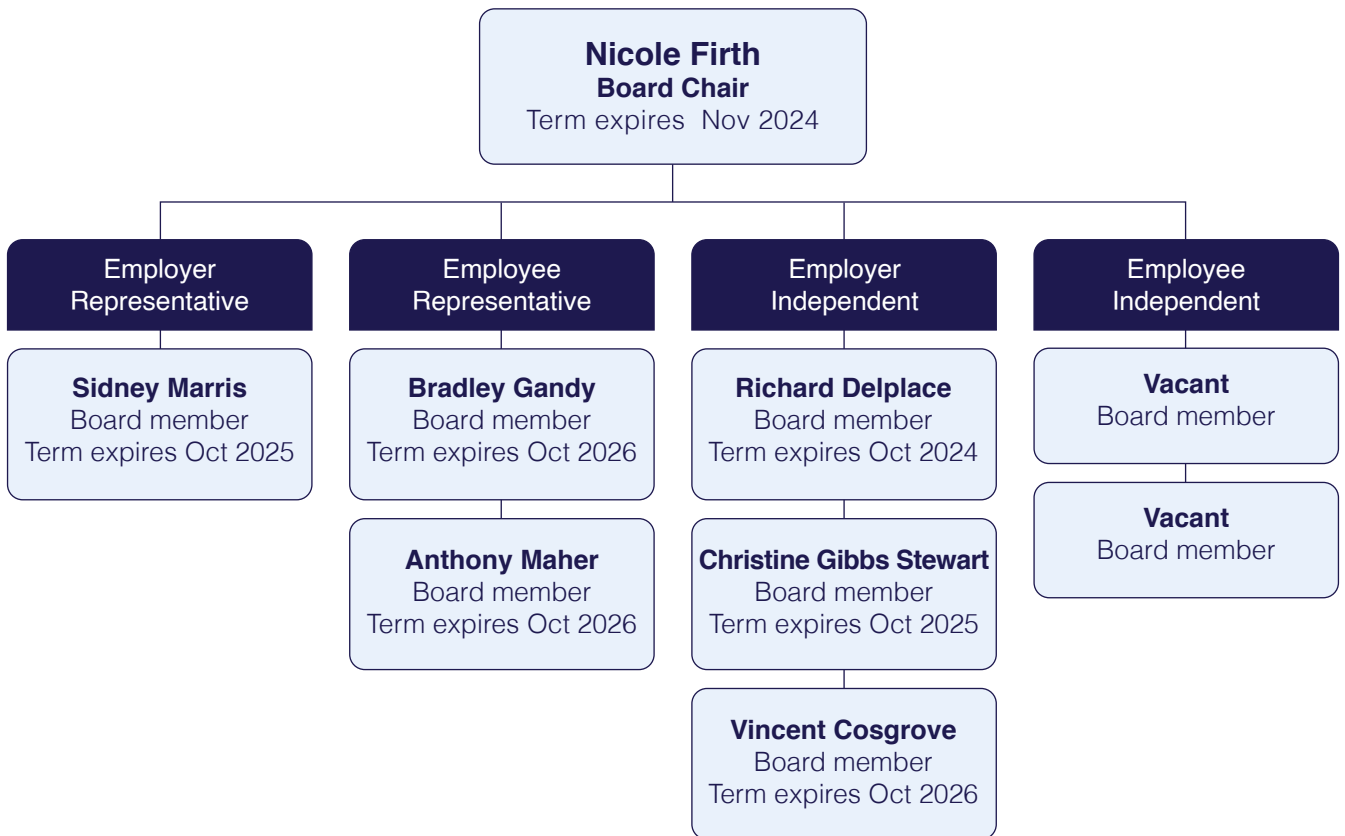 Nicole Firth
Board Chair
Term expires Nov 2024
Employer
Representative
Sidney Marris
Board member
Term expires Oct 2025
Employee
Representative
Bradley Gandy
Board member
Term expires Oct 2026
Anthony Maher
Board member
Term expires Oct 2026
Employer
Independent
Richard Delplace
Board member
Term expires Oct 2024
Christine Gibbs Stewart
Board member
Term expires Oct 2025
Vincent Cosgrove
Board member
Term expires Oct 2026
Employee
Independent
Vacant
Board member
Vacant
Board member